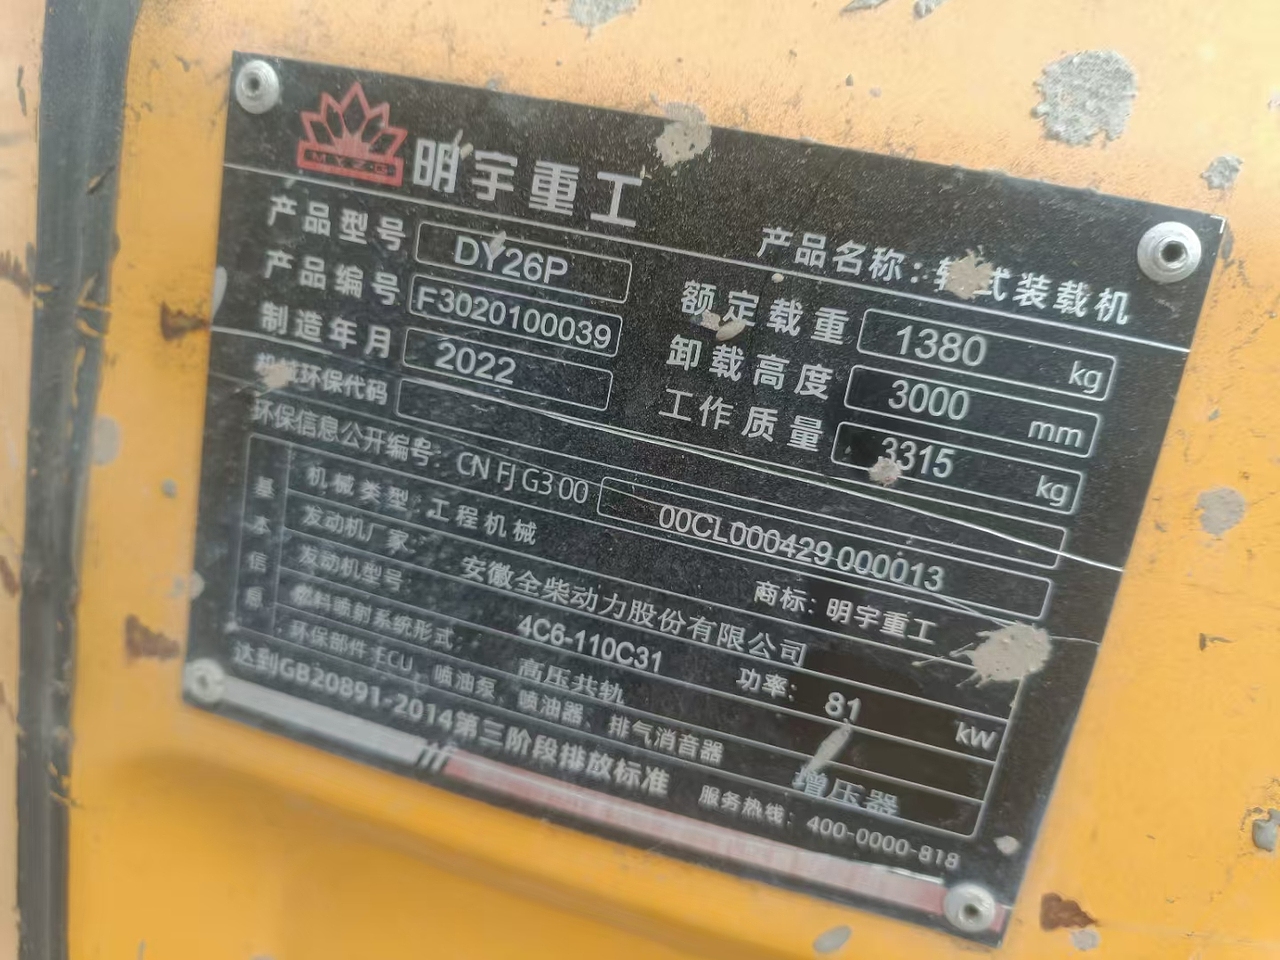 MYZG 明宇重工
产品名称：轮式装载机
产品型号 DY26P
额定载重 1380 kg
产品编号 F3020100039
卸载高度 3000 mm
制造年月 2022
工作质量 3315 kg
机械环保代码
环保信息公开编号：CN FJ G3 00 00CL000429 000013
基本信息
机械类型：工程机械
商标：明宇重工
发动机厂家：安徽全柴动力股份有限公司
发动机型号：4C6-110C31 功率：81 kW
燃料喷射系统形式：高压共轨
环保部件：ECU、喷油泵、喷油器、排气消音器 增压器
达到GB20891-2014第三阶段排放标准
服务热线：400-0000-818